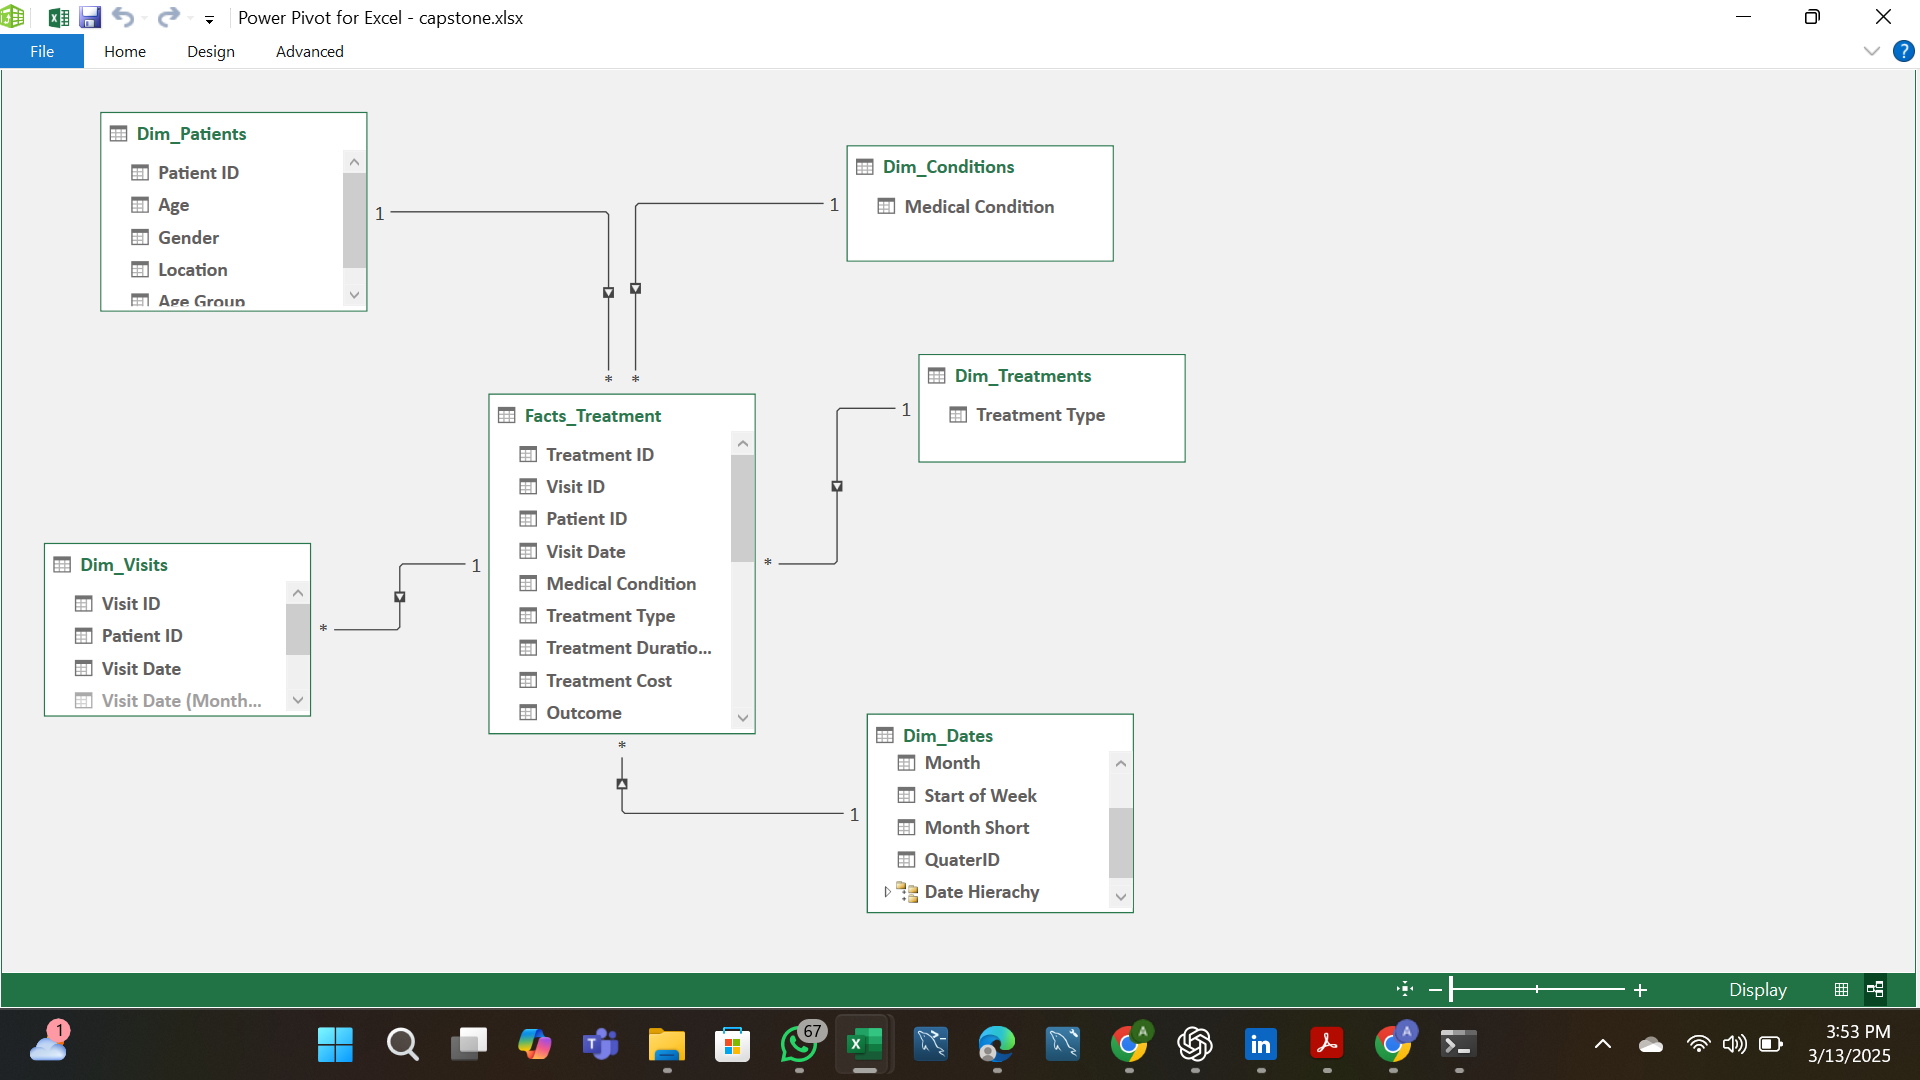 Power Pivot for Excel - capstone.xlsx
File
Home
Design
Advanced
?
Dim_Patients
Patient ID
Age
Gender
Location
Age Group
1
Dim_Conditions
Medical Condition
1
*
*
Dim_Treatments
Treatment Type
1
*
Facts_Treatment
Treatment ID
Visit ID
Patient ID
Visit Date
Medical Condition
Treatment Type
Treatment Duratio...
Treatment Cost
Outcome
Dim_Visits
Visit ID
Patient ID
Visit Date
Visit Date (Month...
1
*
*
1
Dim_Dates
Month
Start of Week
Month Short
QuaterID
Date Hierachy
Display
1
67
A
A
in
3:53 PM
3/13/2025